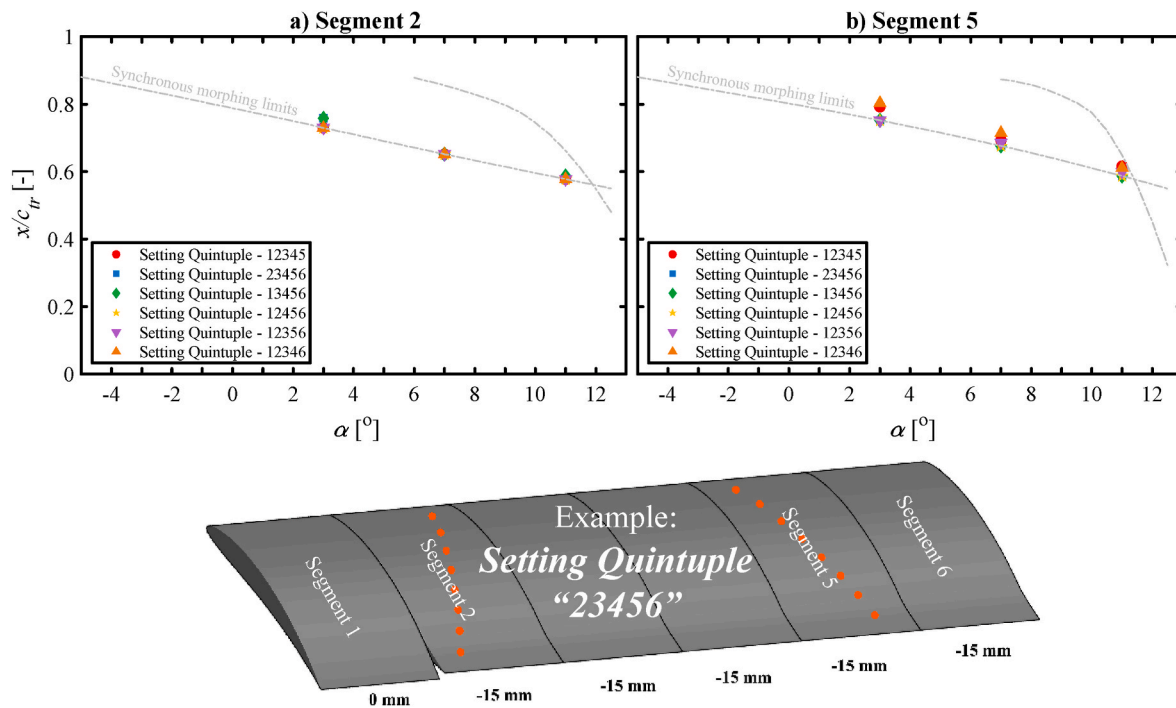 a) Segment 2
b) Segment 5
1
0.8
0.6
0.4
0.2
0
x/c_tr [-]
Synchronous morphing limits
Setting Quintuple - 12345
Setting Quintuple - 23456
Setting Quintuple - 13456
Setting Quintuple - 12456
Setting Quintuple - 12356
Setting Quintuple - 12346
-4 -2 0 2 4 6 8 10 12
α [°]
Synchronous morphing limits
Setting Quintuple - 12345
Setting Quintuple - 23456
Setting Quintuple - 13456
Setting Quintuple - 12456
Setting Quintuple - 12356
Setting Quintuple - 12346
-4 -2 0 2 4 6 8 10 12
α [°]
Segment 1
Segment 2
Example:
Setting Quintuple
“23456”
Segment 5
Segment 6
0 mm
-15 mm
-15 mm
-15 mm
-15 mm
-15 mm